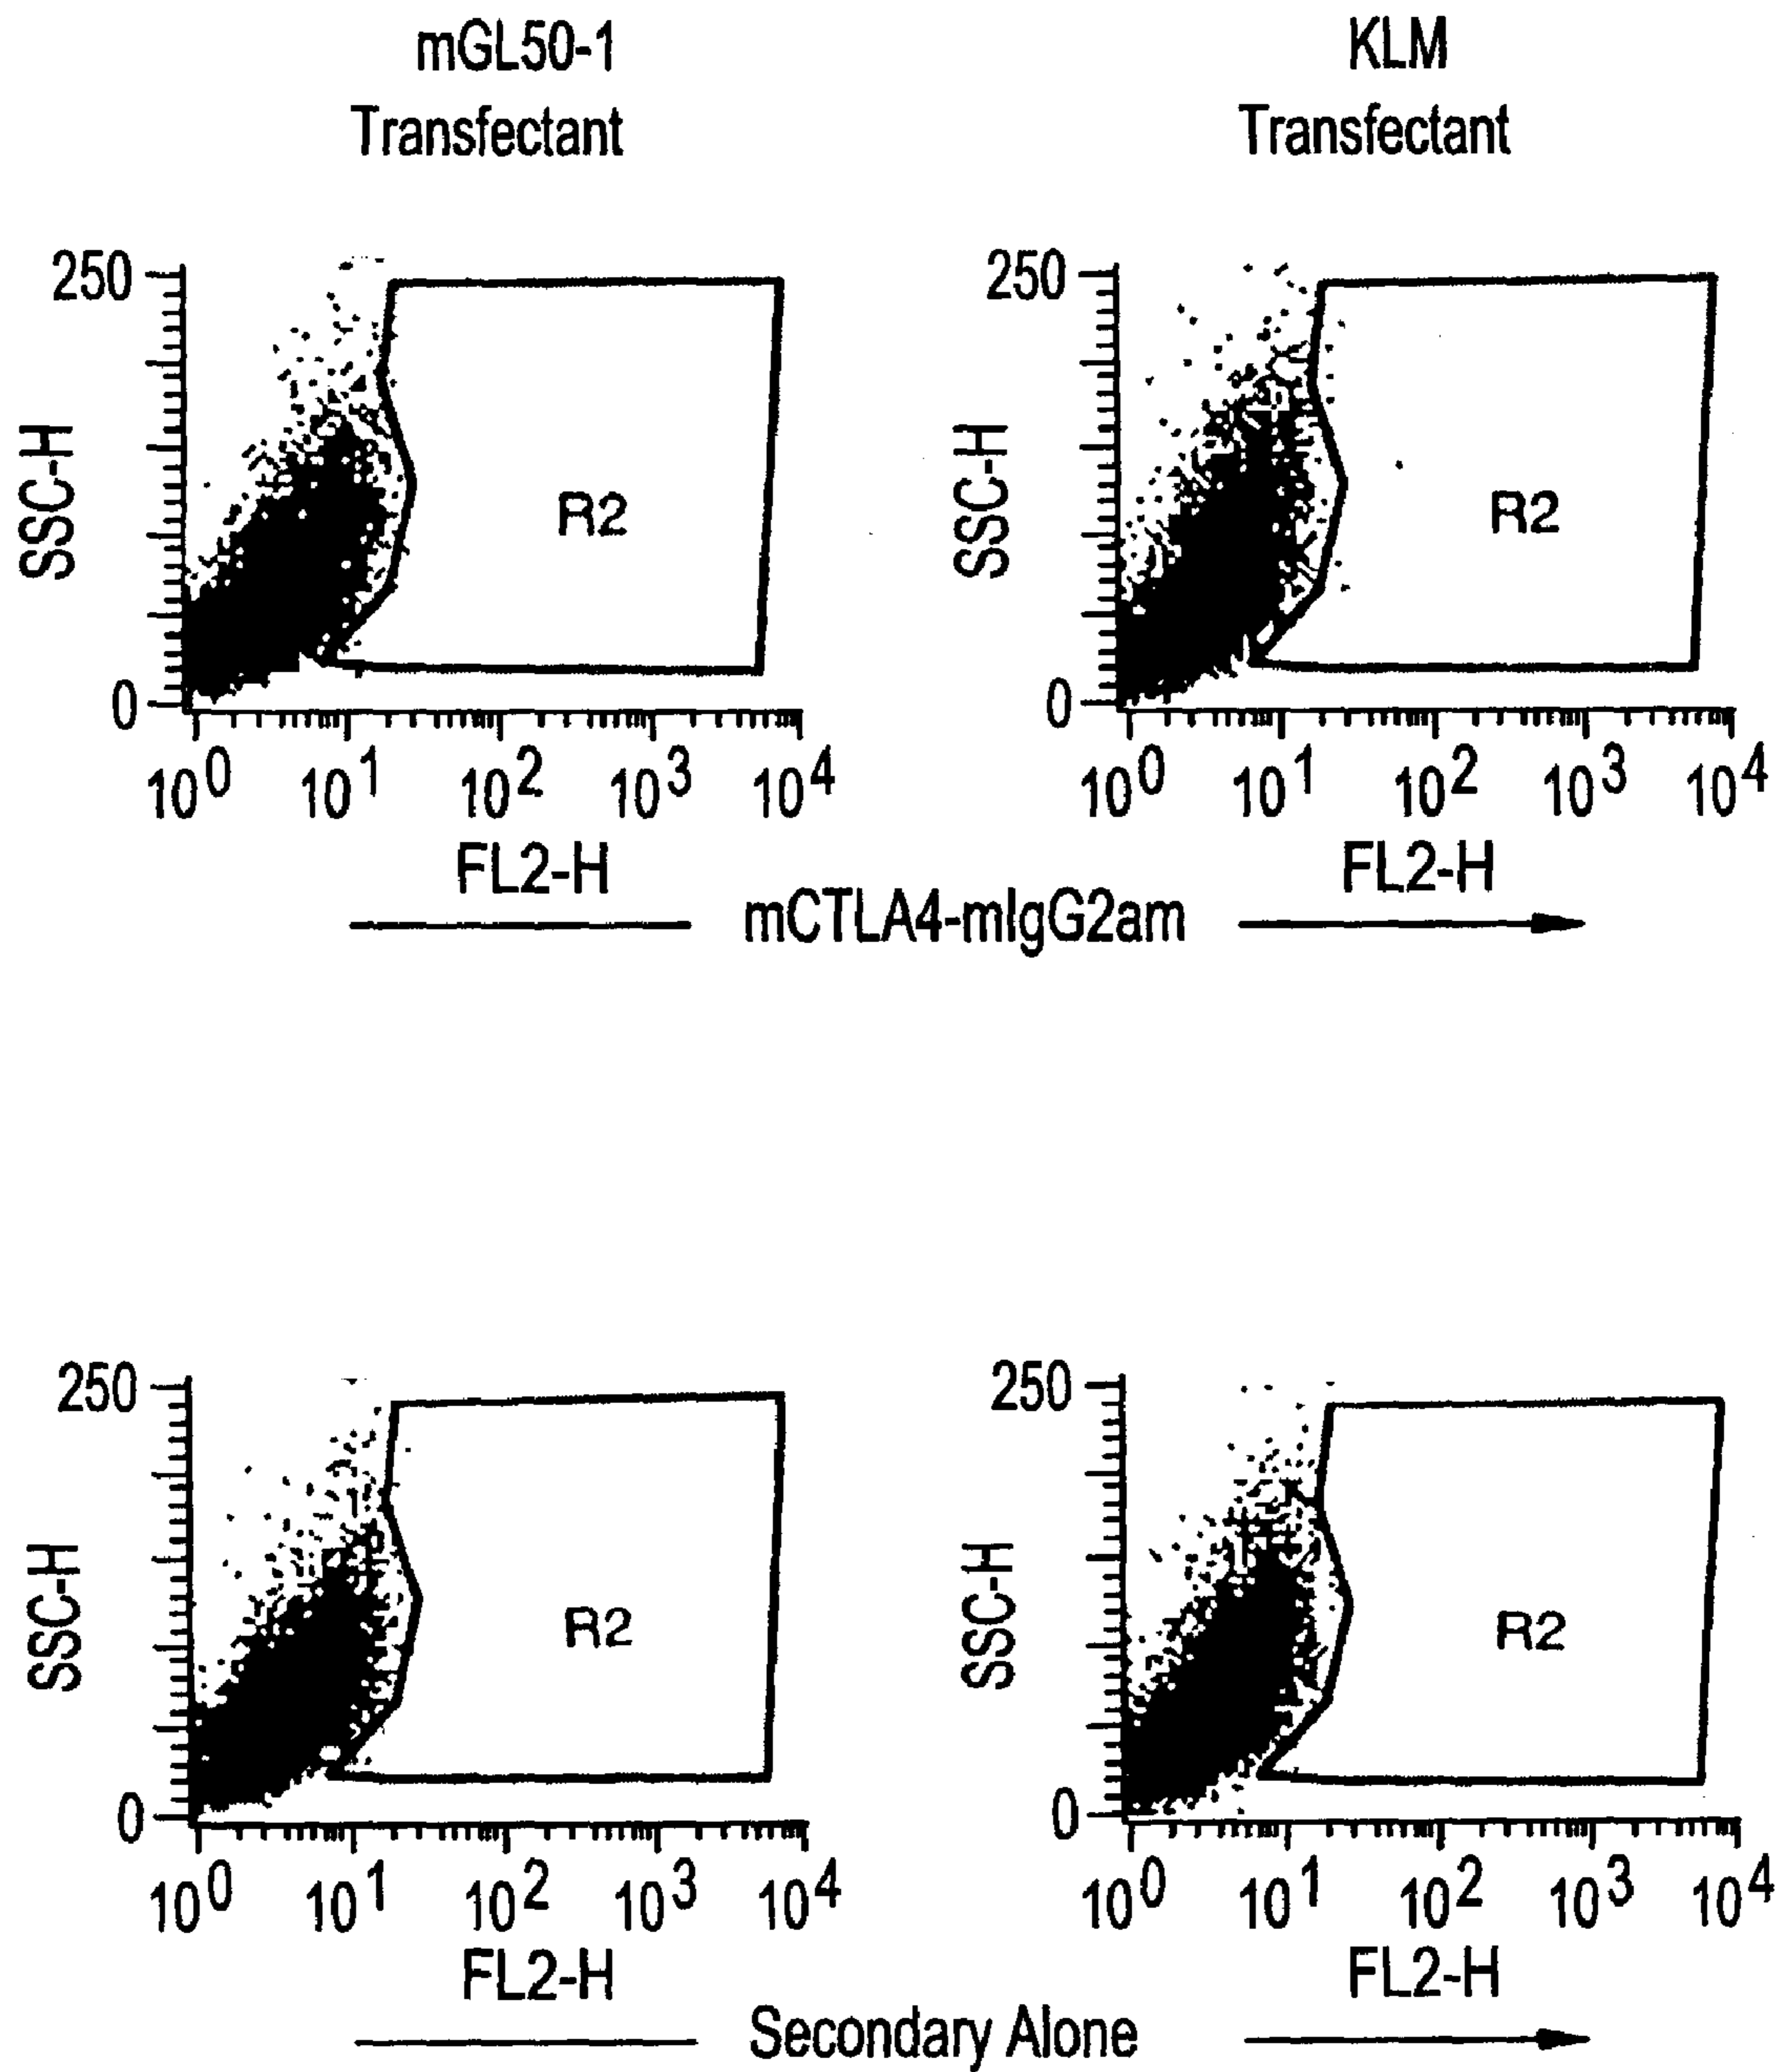 mGL50-1
Transfectant
KLM
Transfectant
250
SSC-H
R2
0
10^0 10^1 10^2 10^3 10^4
FL2-H
250
SSC-H
R2
0
10^0 10^1 10^2 10^3 10^4
FL2-H
mCTLA4-mIgG2am
250
SSC-H
R2
0
10^0 10^1 10^2 10^3 10^4
FL2-H
250
SSC-H
R2
0
10^0 10^1 10^2 10^3 10^4
FL2-H
Secondary Alone